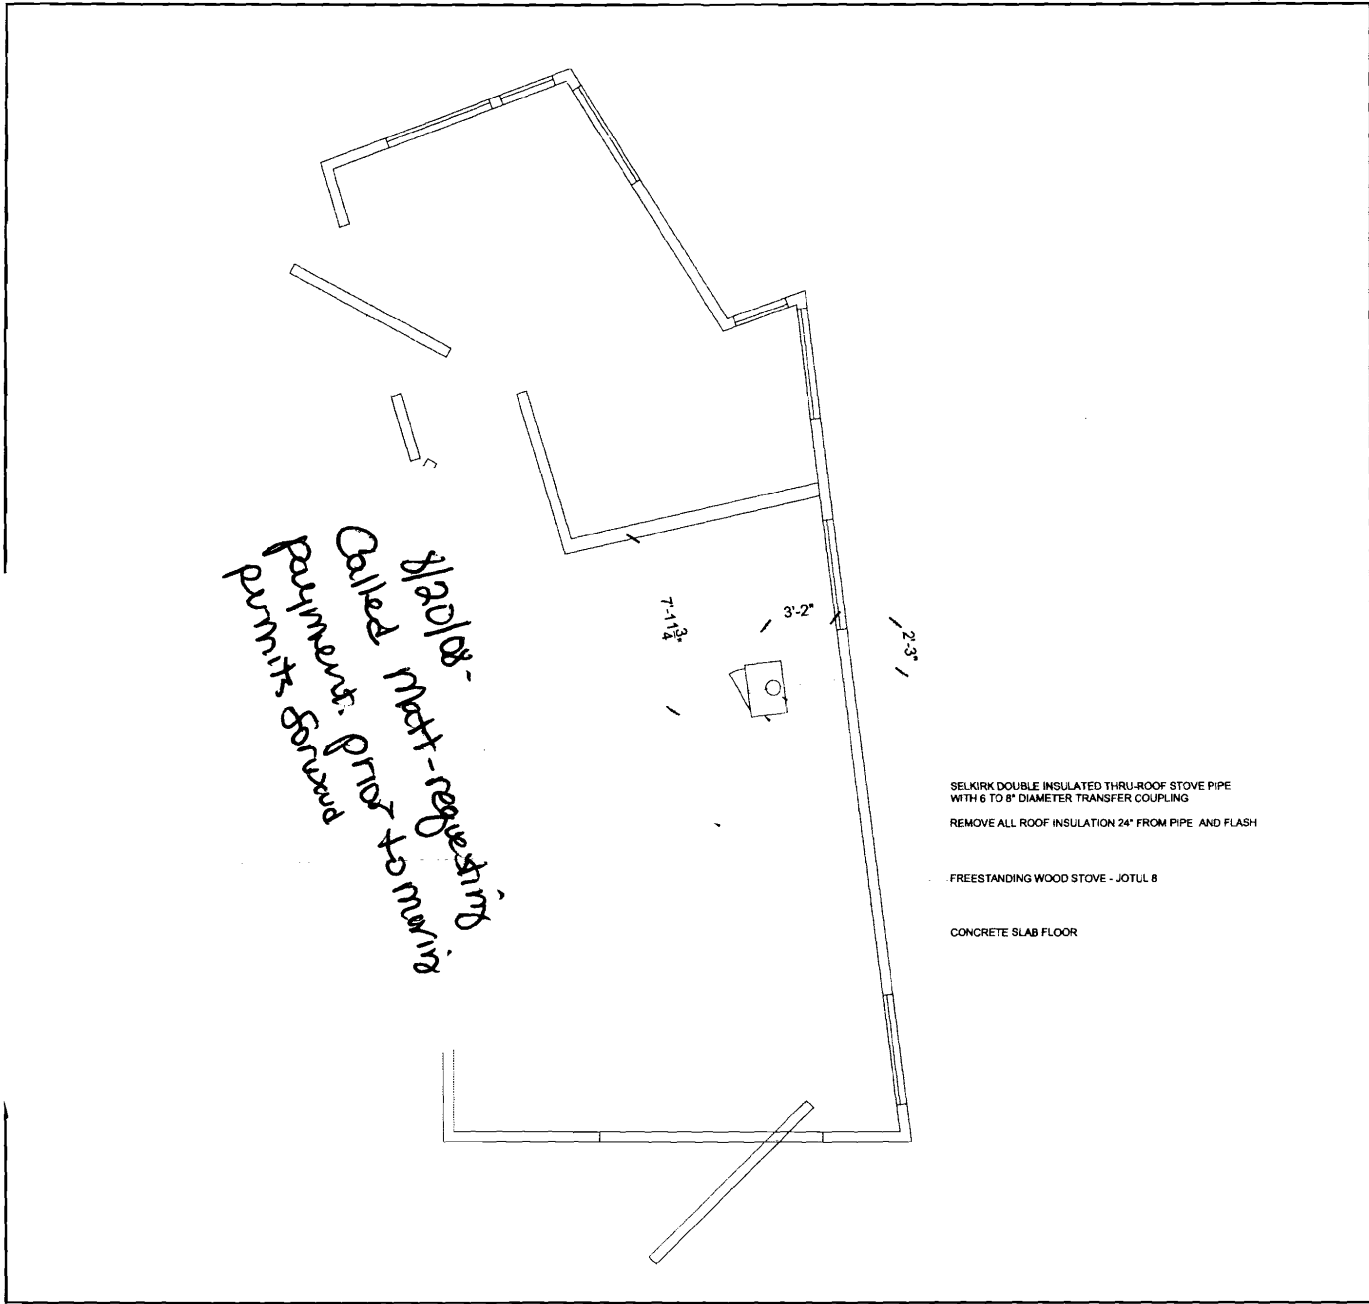 8/20/08-
Called Matt-requesting
payment prior to moving
permits forward
7'-11 3/4"
3'-2"
2'-3"
SELKIRK DOUBLE INSULATED THRU-ROOF STOVE PIPE
WITH 6 TO 8" DIAMETER TRANSFER COUPLING
REMOVE ALL ROOF INSULATION 24" FROM PIPE AND FLASH
FREESTANDING WOOD STOVE - JOTUL 8
CONCRETE SLAB FLOOR